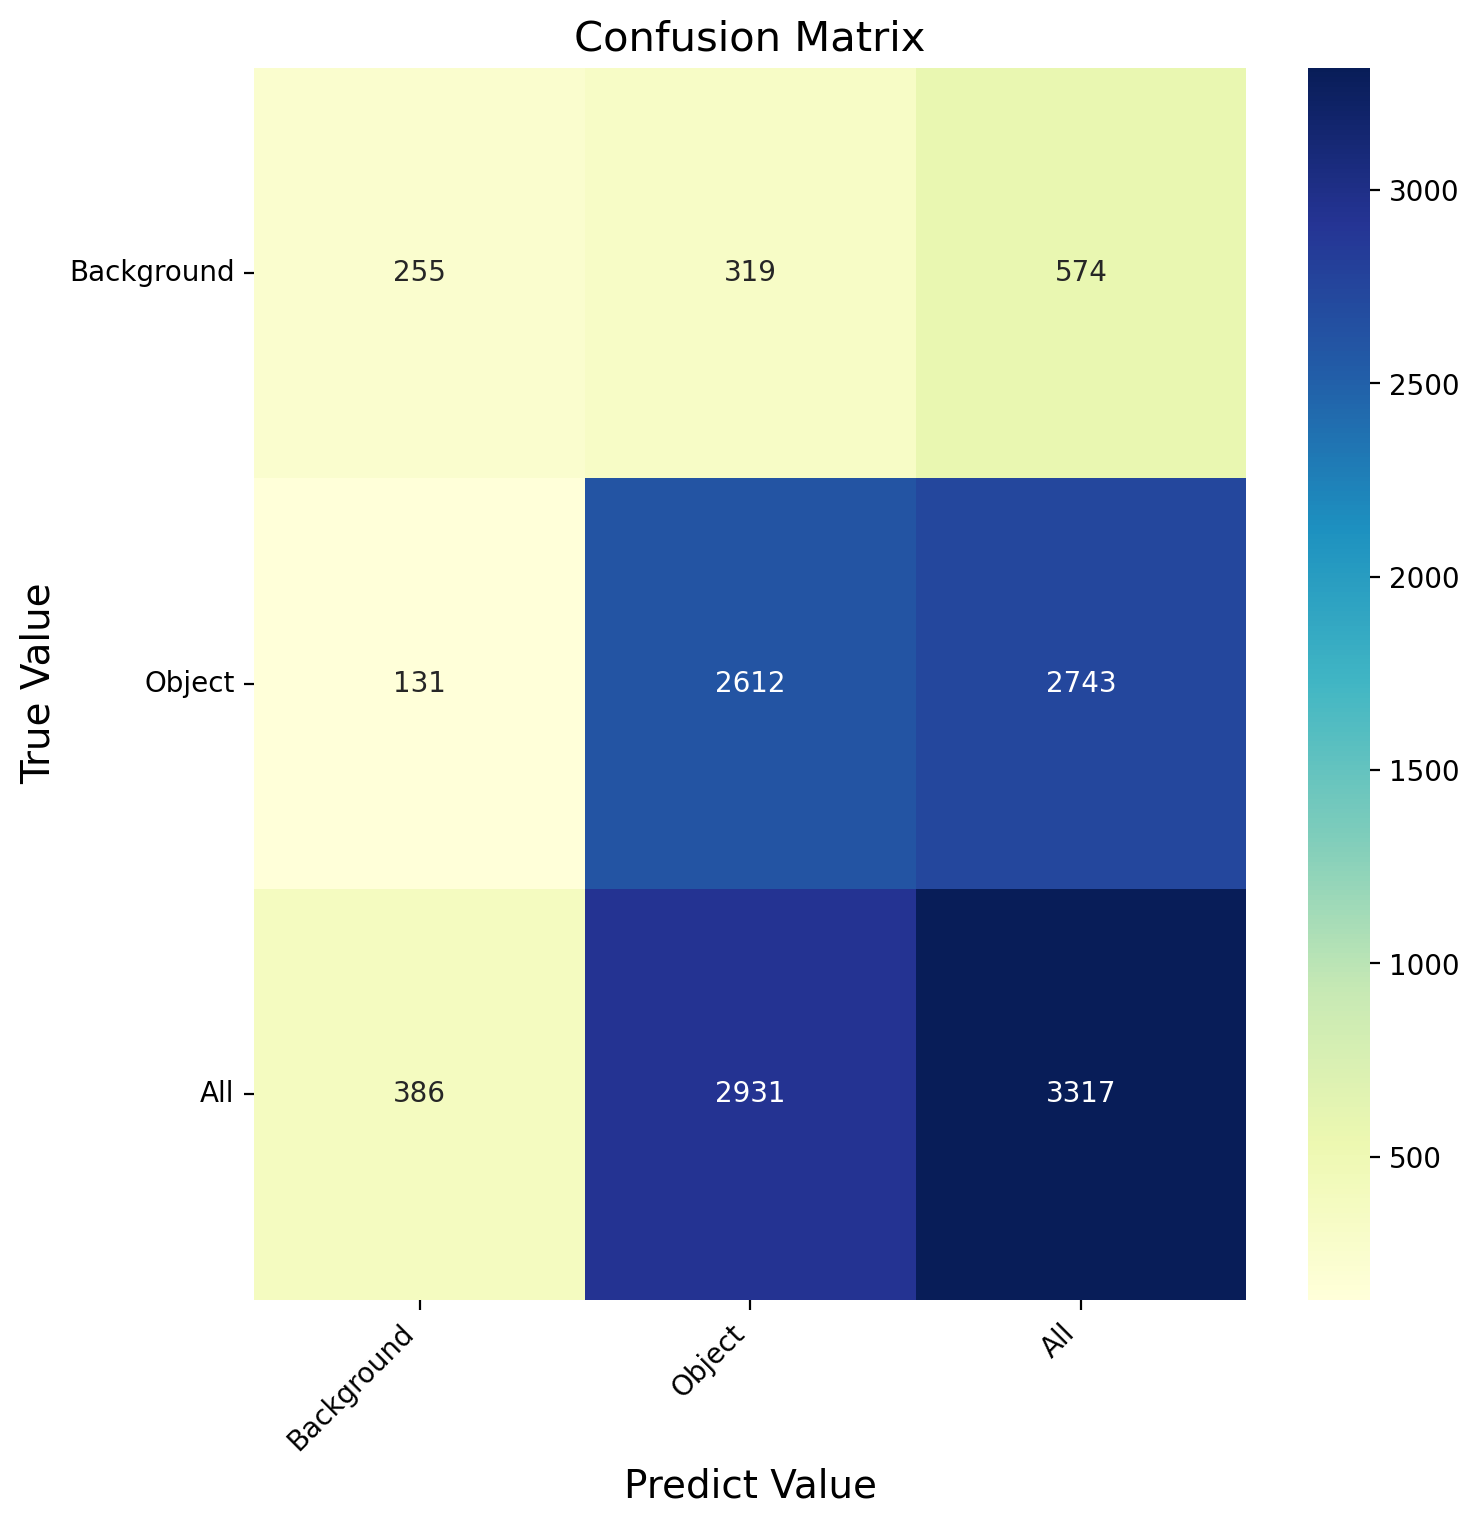 Confusion Matrix
Background 255 319 574
Object 131 2612 2743
All 386 2931 3317
True Value
Background Object All
Predict Value
3000
2500
2000
1500
1000
500